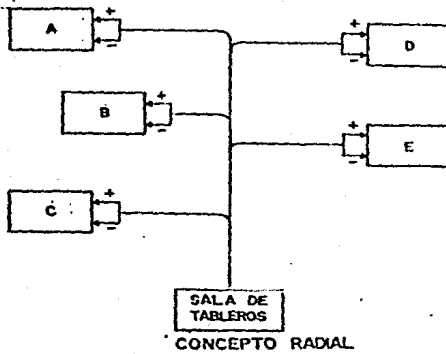 A
+
-
D
+
-
B
+
-
E
+
-
C
+
-
SALA DE
TABLEROS
CONCEPTO RADIAL